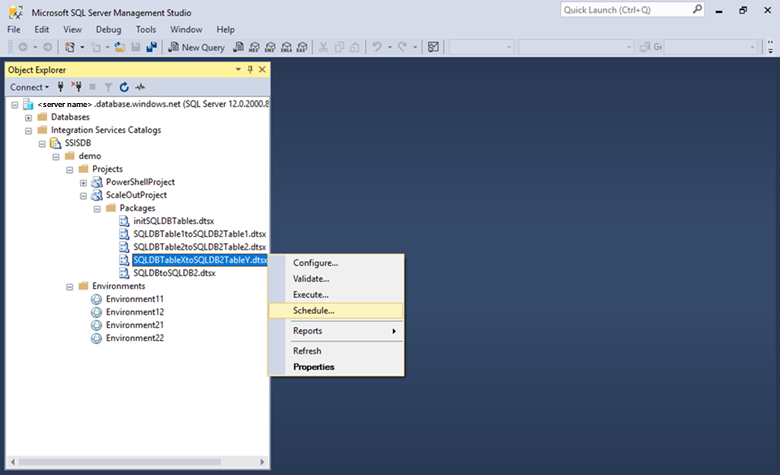 Microsoft SQL Server Management Studio
Quick Launch (Ctrl+Q)
File Edit View Debug Tools Window Help
New Query
Object Explorer
Connect
<server name> .database.windows.net (SQL Server 12.0.2000.8
Databases
Integration Services Catalogs
SSISDB
demo
Projects
PowerShellProject
ScaleOutProject
Packages
initSQLDBTables.dtsx
SQLDBTable1toSQLDB2Table1.dtsx
SQLDBTable2toSQLDB2Table2.dtsx
SQLDBTableXtoSQLDB2TableY.dtsx
SQLDBtoSQLDB2.dtsx
Environments
Environment11
Environment12
Environment21
Environment22
Configure...
Validate...
Execute...
Schedule...
Reports
Refresh
Properties